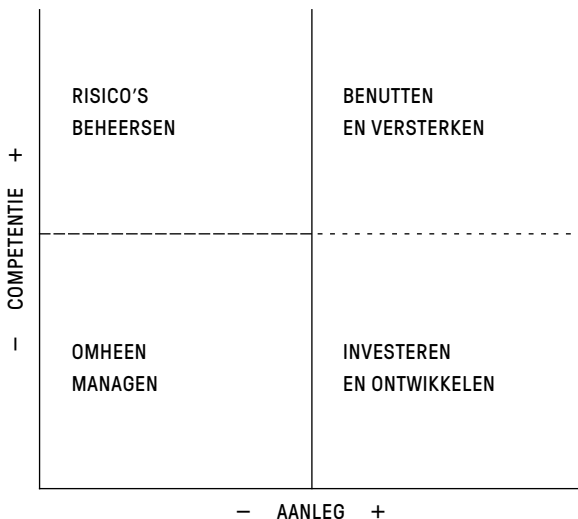 RISICO'S
BEHEERSEN
BENUTTEN
EN VERSTERKEN
– COMPETENTIE +
OMHEEN
MANAGEN
INVESTEREN
EN ONTWIKKELEN
– AANLEG +